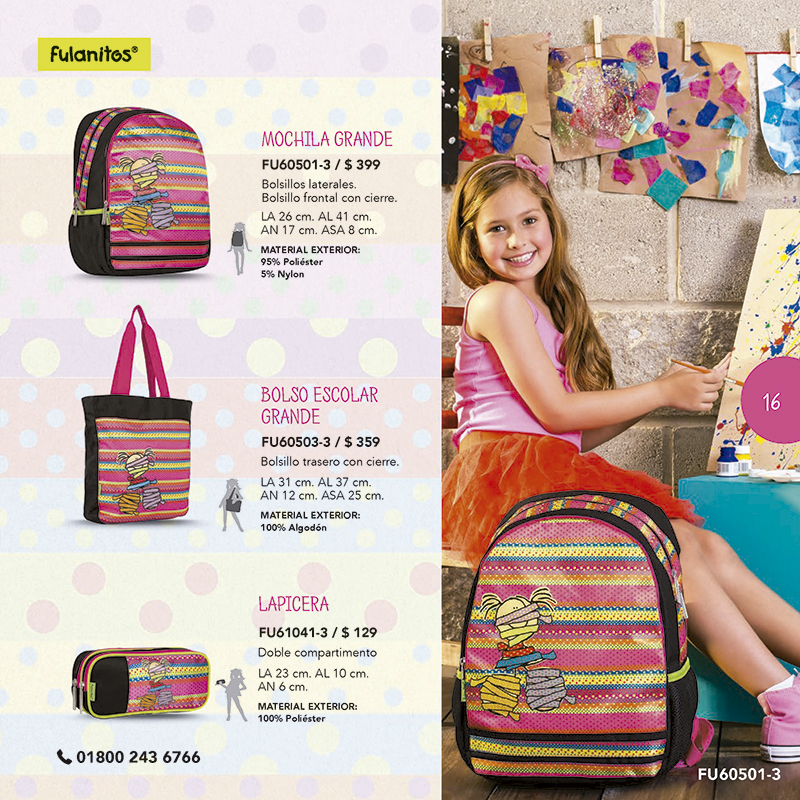 fulanitos®
MOCHILA GRANDE
FU60501-3 / $ 399
Bolsillos laterales.
Bolsillo frontal con cierre.
LA 26 cm. AL 41 cm.
AN 17 cm. ASA 8 cm.
MATERIAL EXTERIOR:
95% Poliéster
5% Nylon
BOLSO ESCOLAR
GRANDE
FU60503-3 / $ 359
Bolsillo trasero con cierre.
LA 31 cm. AL 37 cm.
AN 12 cm. ASA 25 cm.
MATERIAL EXTERIOR:
100% Algodón
LAPICERA
FU61041-3 / $ 129
Doble compartimento
LA 23 cm. AL 10 cm.
AN 6 cm.
MATERIAL EXTERIOR:
100% Poliéster
01800 243 6766
16
FU60501-3